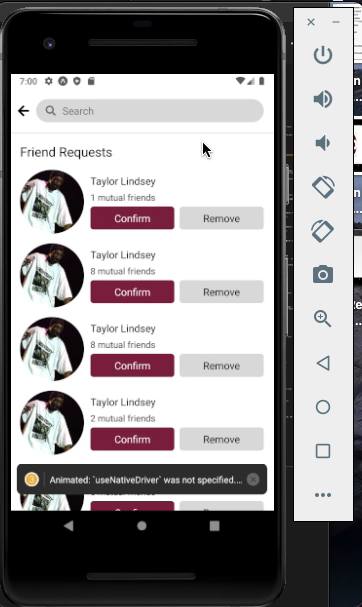 7:00
Search
Friend Requests
Taylor Lindsey
1 mutual friends
Confirm Remove
Taylor Lindsey
8 mutual friends
Confirm Remove
Taylor Lindsey
8 mutual friends
Confirm Remove
Taylor Lindsey
2 mutual friends
Confirm Remove
Animated: `useNativeDriver` was not specified....